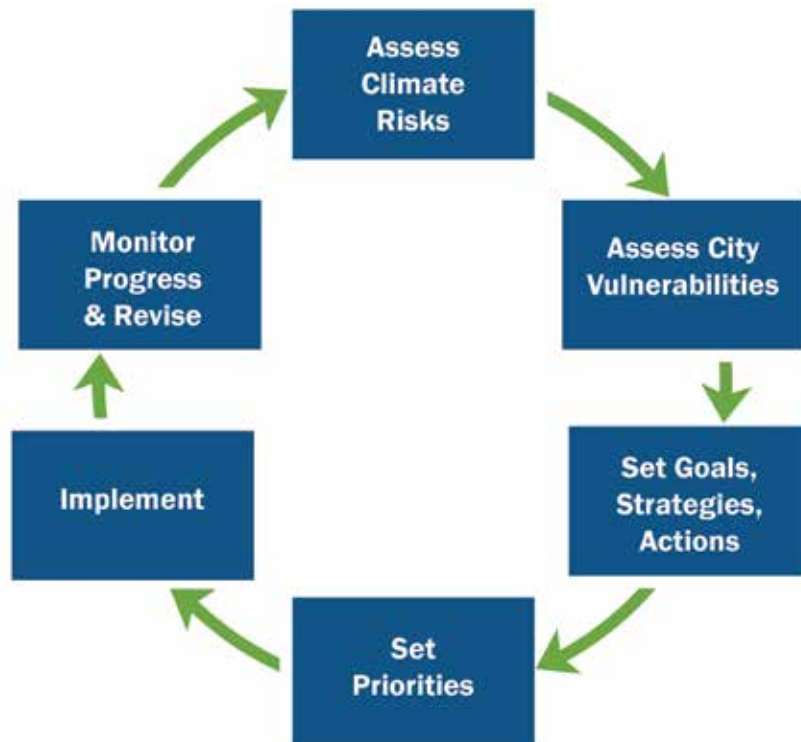 Assess
Climate
Risks
Assess City
Vulnerabilities
Set Goals,
Strategies,
Actions
Set
Priorities
Implement
Monitor
Progress
& Revise